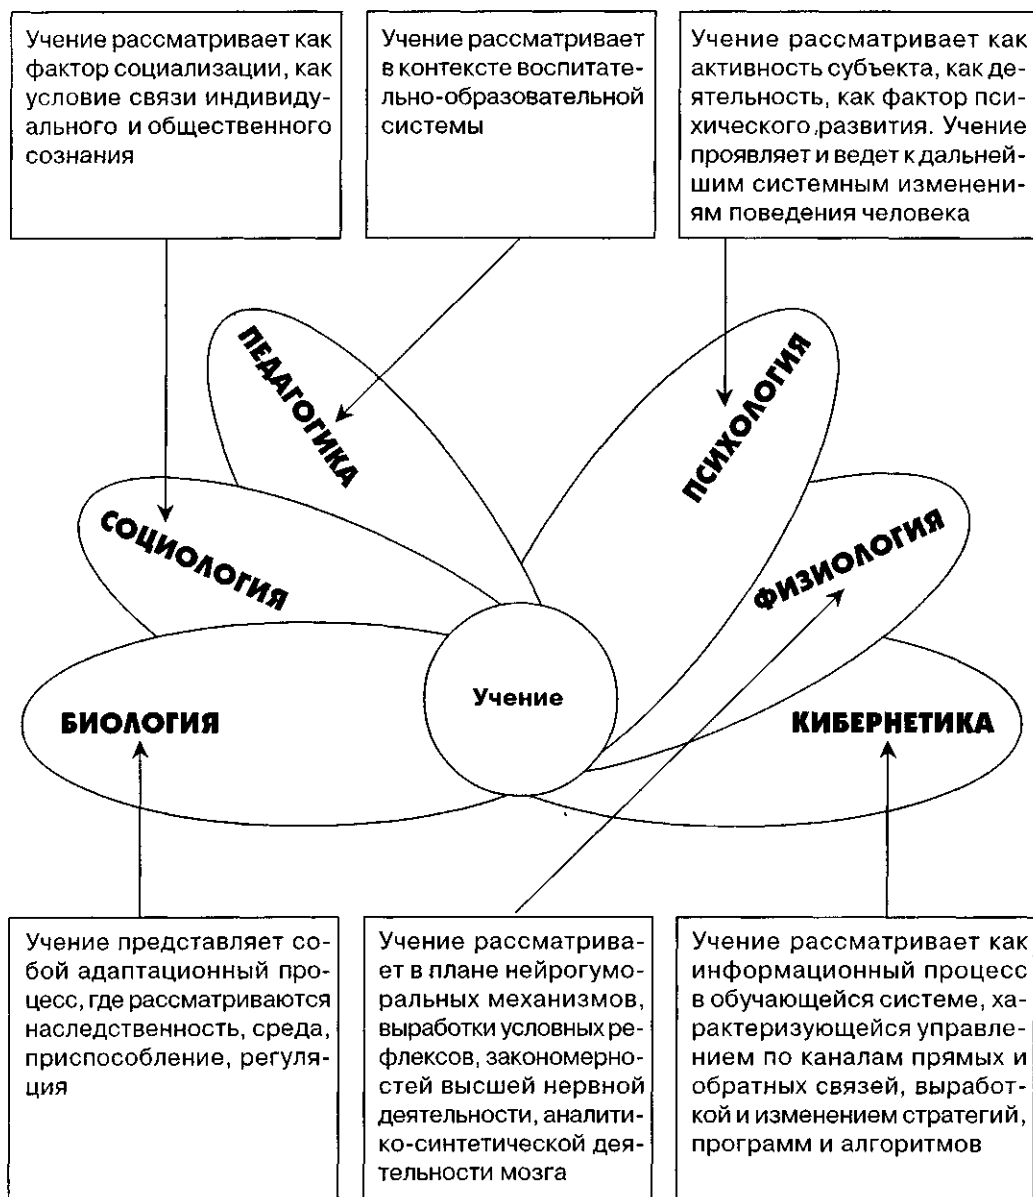 Учение рассматривает как
фактор социализации, как
условие связи индивиду-
ального и общественного
сознания
Учение рассматривает
в контексте воспитате-
льно-образовательной
системы
Учение рассматривает как
активность субъекта, как де-
ятельность, как фактор пси-
хического развития. Учение
проявляет и ведет к дальней-
шим системным изменени-
ям поведения человека
ПЕДАГОГИКА
ПСИХОЛОГИЯ
СОЦИОЛОГИЯ
ФИЗИОЛОГИЯ
Учение
БИОЛОГИЯ
КИБЕРНЕТИКА
Учение представляет со-
бой адаптационный про-
цесс, где рассматриваются
наследственность, среда,
приспособление, регуля-
ция
Учение рассматрива-
ет в плане нейрогумо-
ральных механизмов,
выработки условных ре-
флексов, закономерно-
стей высшей нервной
деятельности, аналити-
ко-синтетической дея-
тельности мозга
Учение рассматривает как
информационный процесс
в обучающейся системе, ха-
рактеризующейся управле-
нием по каналам прямых и
обратных связей, выработ-
кой и изменением стратегий,
программ и алгоритмов